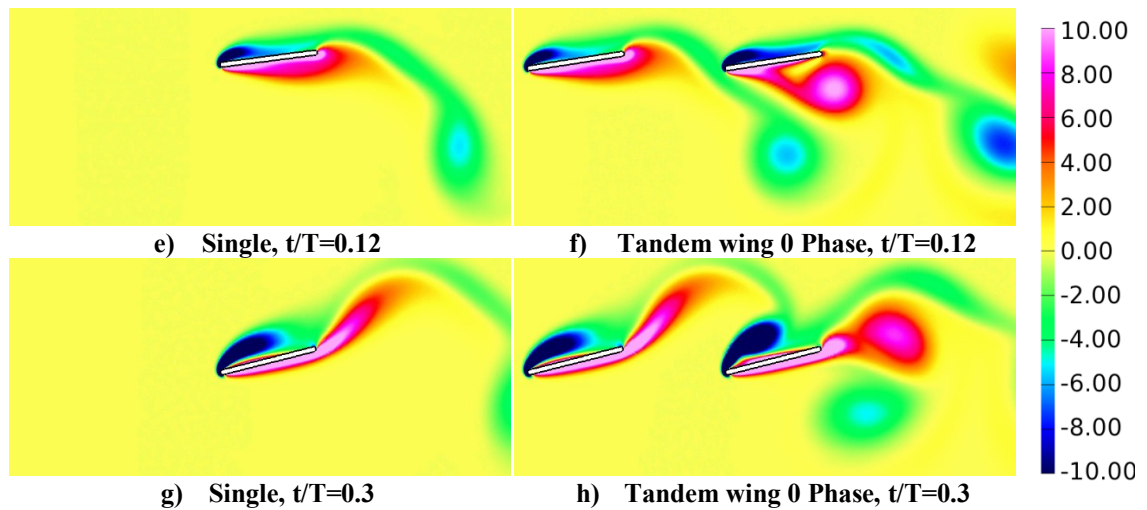 10.00
8.00
6.00
4.00
2.00
0.00
-2.00
-4.00
-6.00
-8.00
-10.00
e) Single, t/T=0.12
f) Tandem wing 0 Phase, t/T=0.12
g) Single, t/T=0.3
h) Tandem wing 0 Phase, t/T=0.3